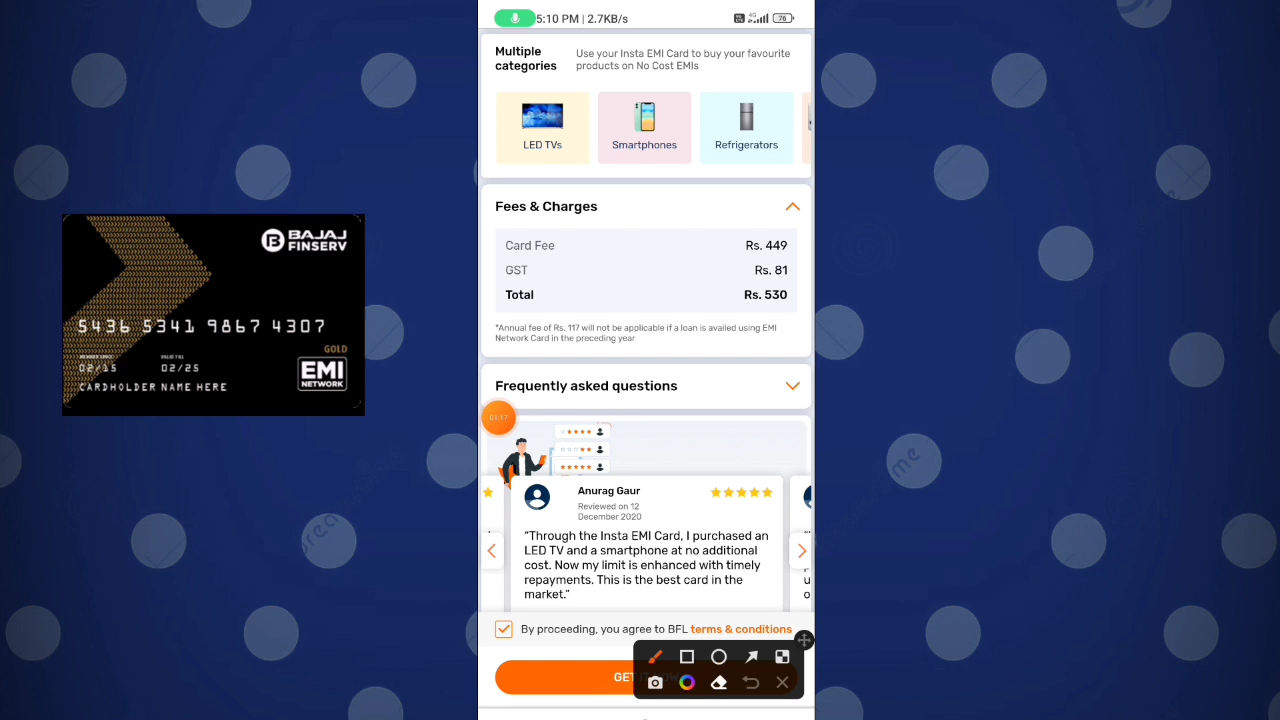 5:10 PM | 2.7KB/s
4G
76
Multiple categories
Use your Insta EMI Card to buy your favourite
products on No Cost EMIs
LED TVs
Smartphones
Refrigerators
Fees & Charges
Card Fee Rs. 449
GST Rs. 81
Total Rs. 530
*Annual fee of Rs. 117 will not be applicable if a loan is availed using EMI
Network Card in the preceding year
Frequently asked questions
01:17
Anurag Gaur
Reviewed on 12
December 2020
"Through the Insta EMI Card, I purchased an
LED TV and a smartphone at no additional
cost. Now my limit is enhanced with timely
repayments. This is the best card in the
market."
By proceeding, you agree to BFL terms & conditions
BAJAJ
FINSERV
5436 5341 9867 4307
GOLD
VALID TILL
02/15 02/25
EMI
NETWORK
CARDHOLDER NAME HERE